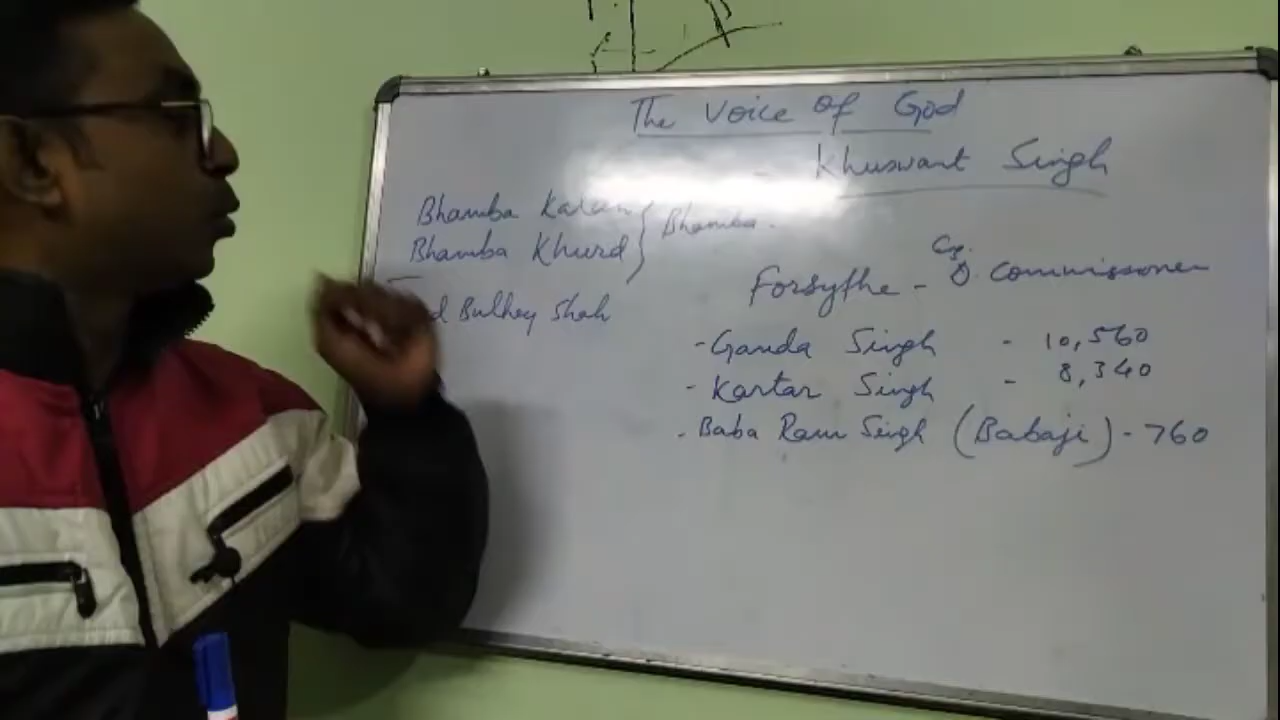 The Voice Of God
Khuswant Singh
Bhamba Kalan
Bhamba Khurd } Bhamba.
d Bulhey Shah
Forsythe - D. Commissioner
- Ganda Singh - 10,560
- Kartar Singh - 8,340
- Baba Ram Singh (Babaji) - 760